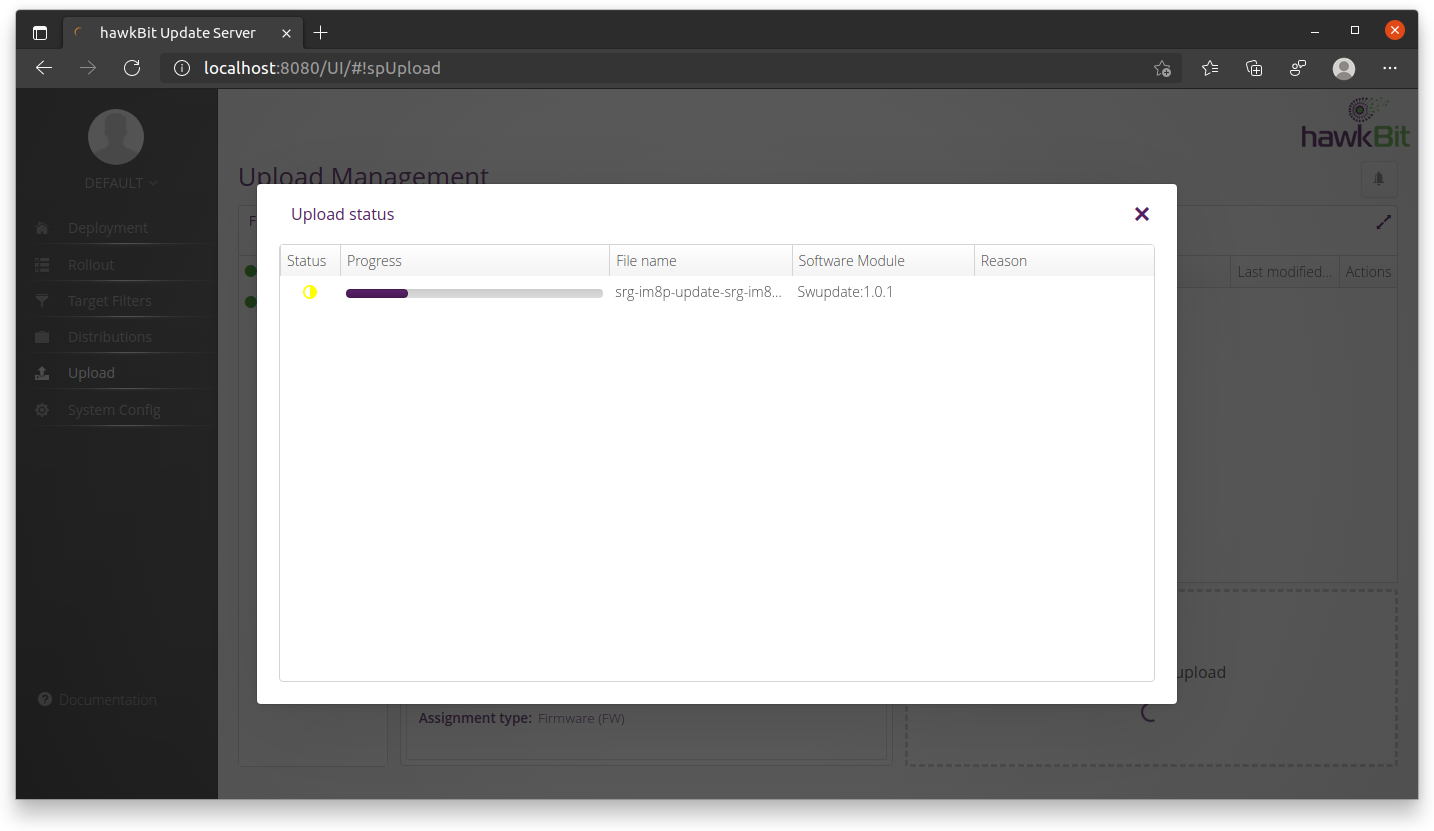 hawkBit Update Server
localhost:8080/UI/#!spUpload
hawkBit
DEFAULT
Upload Management
Deployment
Rollout
Target Filters
Distributions
Upload
System Config
Documentation
Upload status
Status Progress File name Software Module Reason
srg-im8p-update-srg-im8... Swupdate:1.0.1
Last modified... Actions
upload
Assignment type: Firmware (FW)